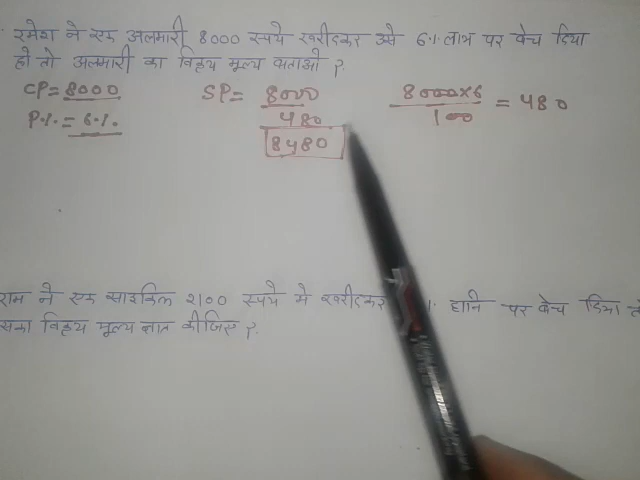 रमेश ने एक अलमारी 8000 रुपये खरीदकर उसे 6% लाभ पर बेच दिया
हो तो अलमारी का विक्रय मूल्य बताओ ?
CP = 8000 SP = 8000 8000×6 = 480
P% = 6% 480 100
8480
राम ने एक साइकिल 2100 रुपये मे खरीदकर % हानि पर बेच दिया
विक्रय मूल्य ज्ञात कीजिए ?